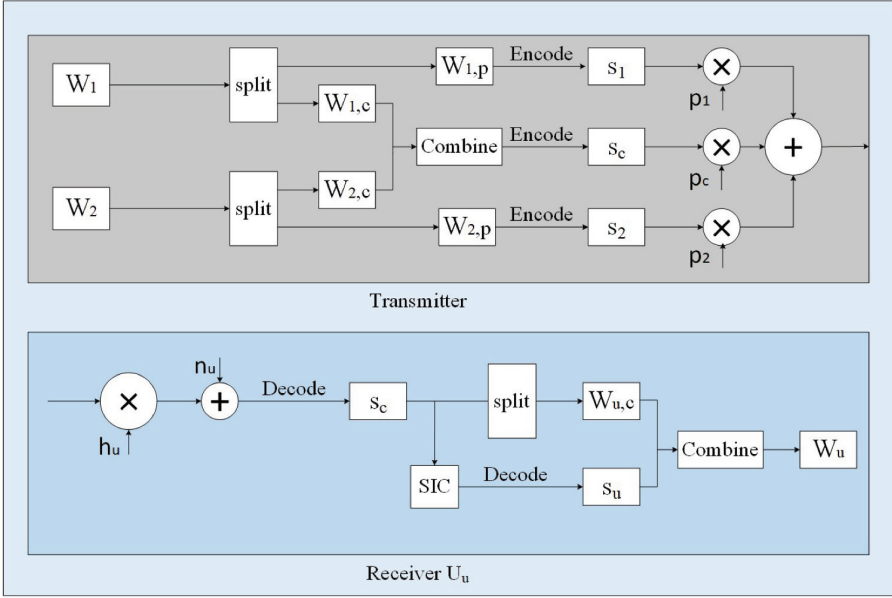 W1 split W1,p Encode s1 ×
p1
W1,c
Combine Encode sc × +
pc
W2,c
W2 split W2,p Encode s2 ×
p2
Transmitter
nu
× + Decode sc split Wu,c
hu
Combine Wu
SIC Decode su
Receiver Uu